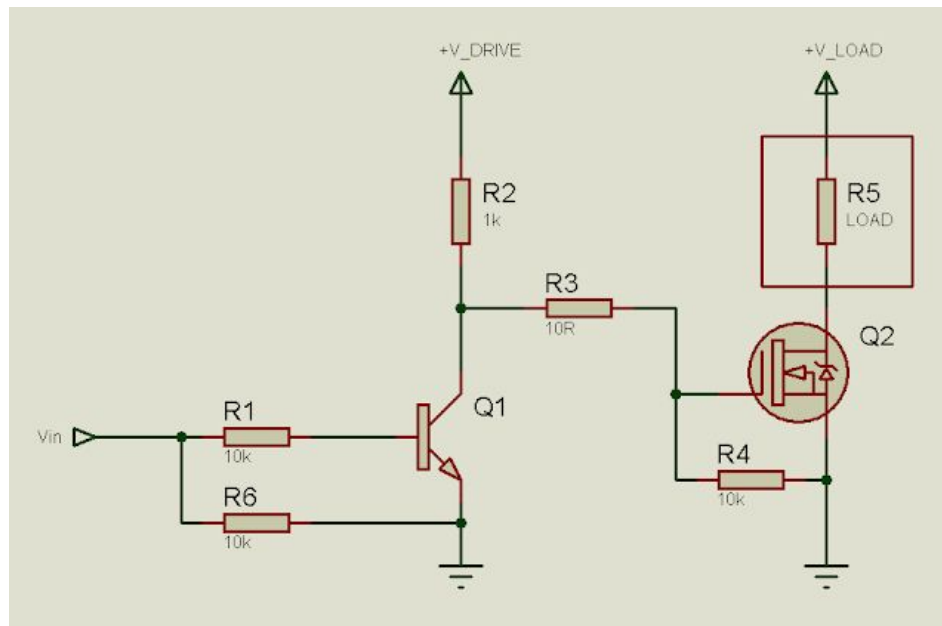 +V_DRIVE
+V_LOAD
R2
1k
R5
LOAD
R3
10R
Q2
Q1
R1
Vin
10k
R4
10k
R6
10k